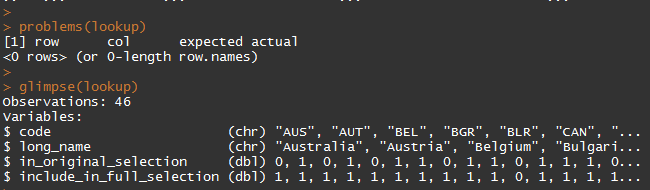 >
> problems(lookup)
[1] row      col      expected actual
<0 rows> (or 0-length row.names)
>
> glimpse(lookup)
Observations: 46
Variables:
$ code                      (chr) "AUS", "AUT", "BEL", "BGR", "BLR", "CAN", "...
$ long_name                 (chr) "Australia", "Austria", "Belgium", "Bulgari...
$ in_original_selection     (dbl) 0, 1, 0, 1, 0, 1, 1, 0, 1, 1, 0, 1, 1, 1, 0...
$ include_in_full_selection (dbl) 1, 1, 1, 1, 1, 1, 1, 1, 1, 1, 0, 1, 1, 1, 1...